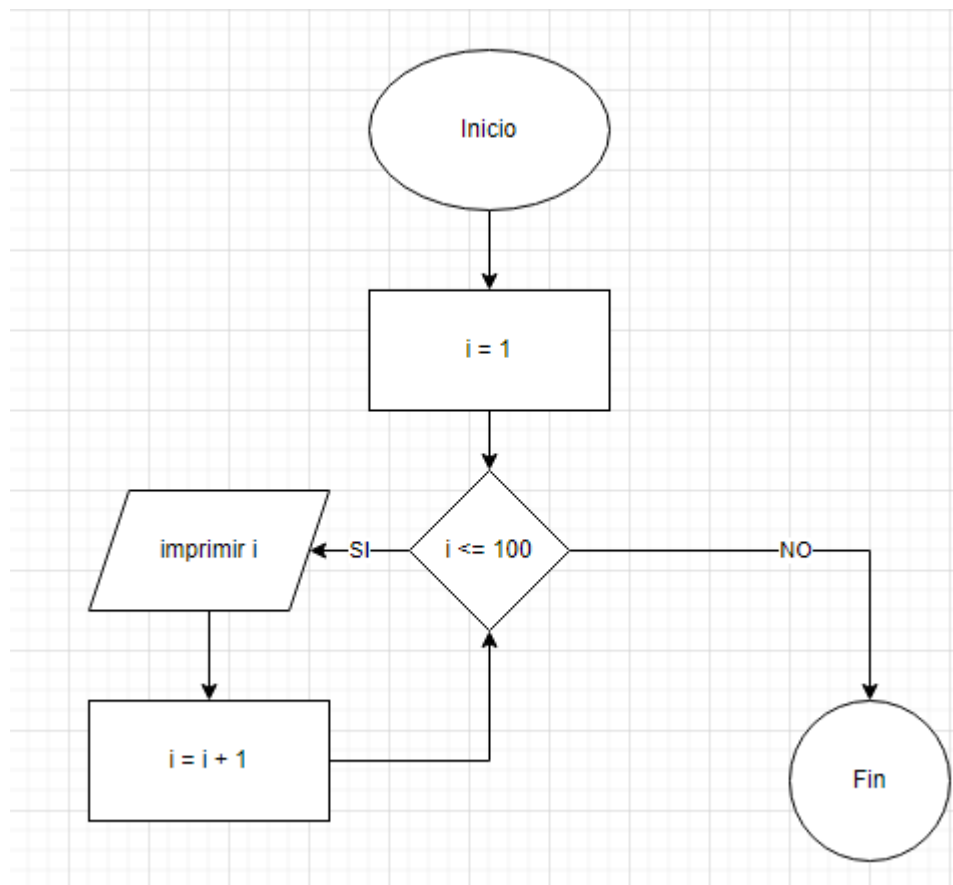 Inicio
i = 1
i <= 100
SI
NO
imprimir i
i = i + 1
Fin